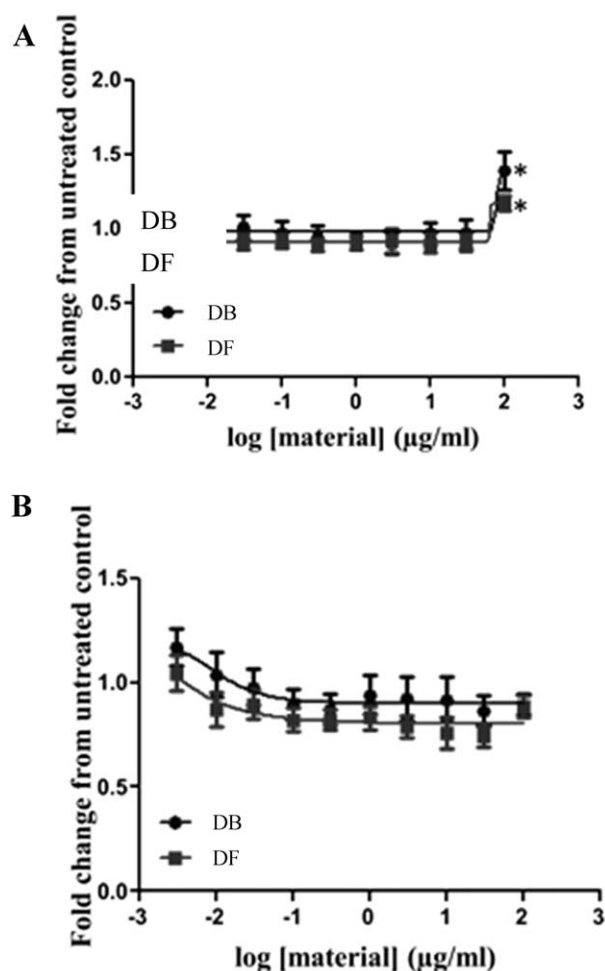 A
Fold change from untreated control
2.0
1.5
*
*
DB
1.0
DF
0.5
DB
DF
0.0
-3 -2 -1 0 1 2 3
log [material] (µg/ml)
B
Fold change from untreated control
1.5
1.0
0.5
DB
DF
0.0
-3 -2 -1 0 1 2 3
log [material] (µg/ml)